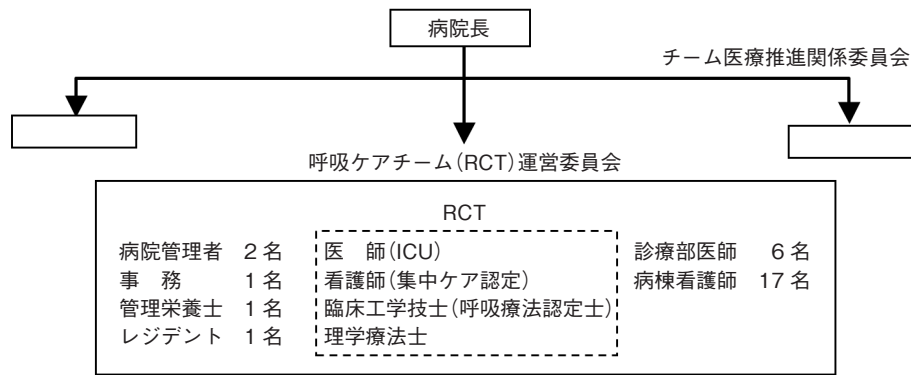 病院長
チーム医療推進関係委員会
呼吸ケアチーム(RCT)運営委員会
RCT
病院管理者 2名 医 師(ICU) 診療部医師 6名
事 務 1名 看護師(集中ケア認定) 病棟看護師 17名
管理栄養士 1名 臨床工学技士(呼吸療法認定士)
レジデント 1名 理学療法士